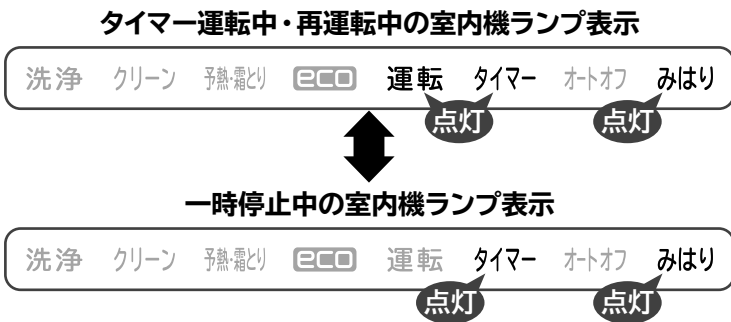 タイマー運転中・再運転中の室内機ランプ表示
洗浄 クリーン 予熱・霜とり eco 運転 タイマー オートオフ みはり
点灯 点灯
一時停止中の室内機ランプ表示
洗浄 クリーン 予熱・霜とり eco 運転 タイマー オートオフ みはり
点灯 点灯